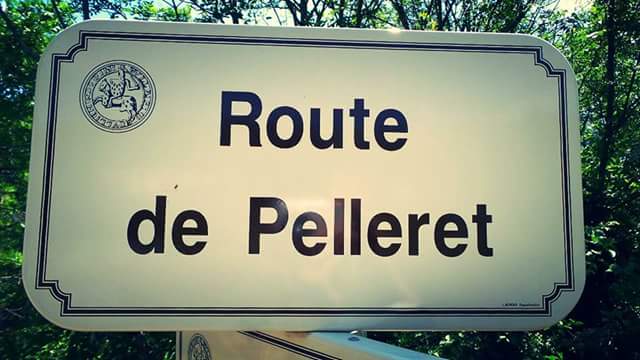 Route
de Pelleret